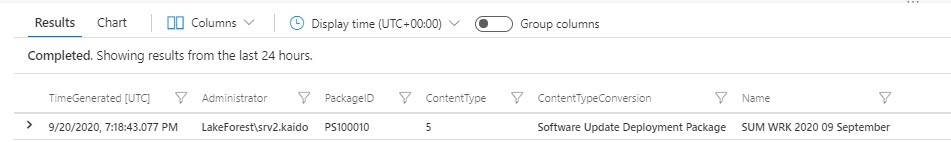 Results Chart Columns Display time (UTC+00:00) Group columns
Completed. Showing results from the last 24 hours.
TimeGenerated [UTC] Administrator PackageID ContentType ContentTypeConversion Name
9/20/2020, 7:18:43.077 PM LakeForest\srv2.kaido PS100010 5 Software Update Deployment Package SUM WRK 2020 09 September